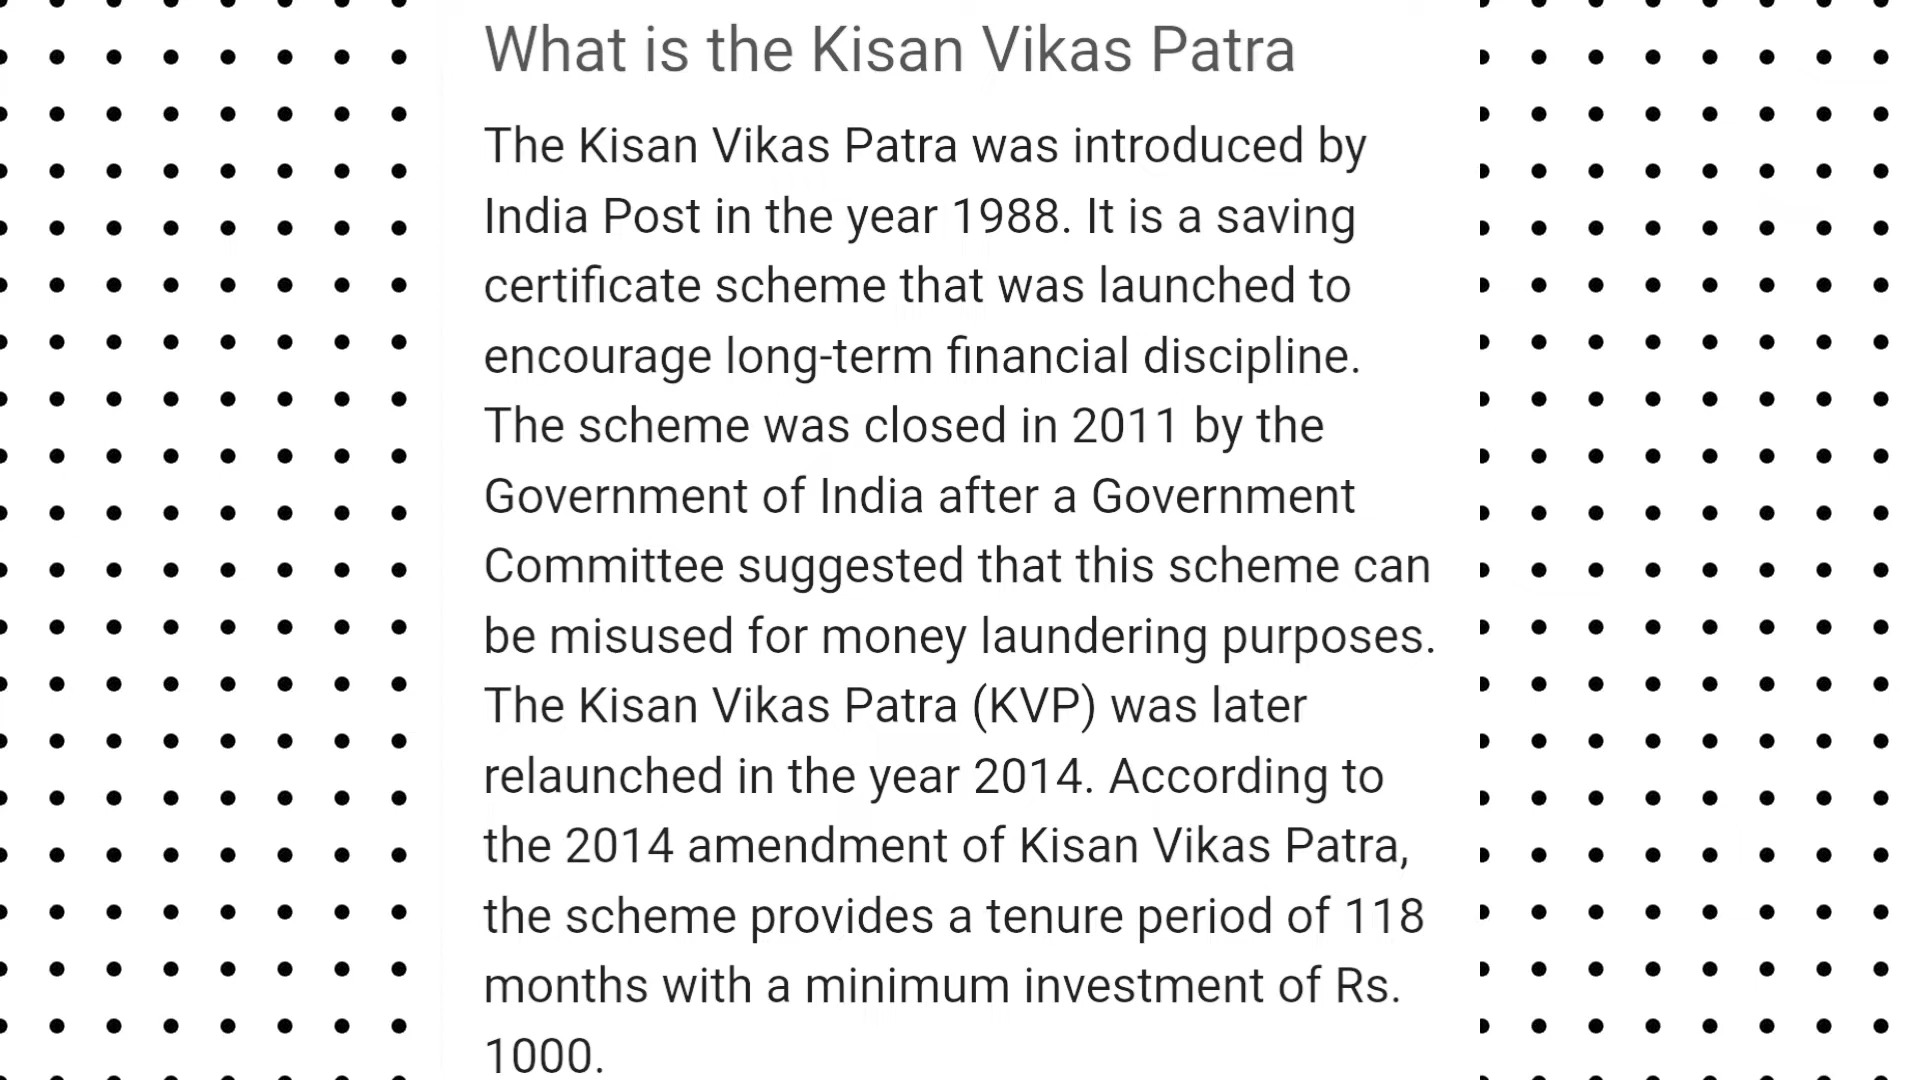 What is the Kisan Vikas Patra
The Kisan Vikas Patra was introduced by
India Post in the year 1988. It is a saving
certificate scheme that was launched to
encourage long-term financial discipline.
The scheme was closed in 2011 by the
Government of India after a Government
Committee suggested that this scheme can
be misused for money laundering purposes.
The Kisan Vikas Patra (KVP) was later
relaunched in the year 2014. According to
the 2014 amendment of Kisan Vikas Patra,
the scheme provides a tenure period of 118
months with a minimum investment of Rs.
1000.